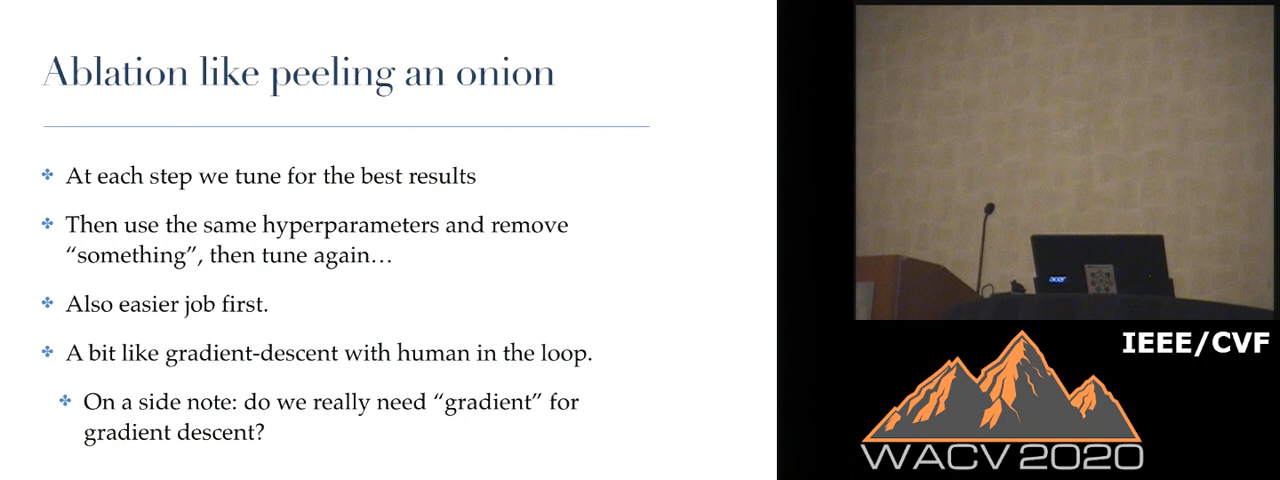 Ablation like peeling an onion
At each step we tune for the best results
Then use the same hyperparameters and remove
“something”, then tune again…
Also easier job first.
A bit like gradient-descent with human in the loop.
On a side note: do we really need “gradient” for
gradient descent?
acer
IEEE/CVF
WACV 2020